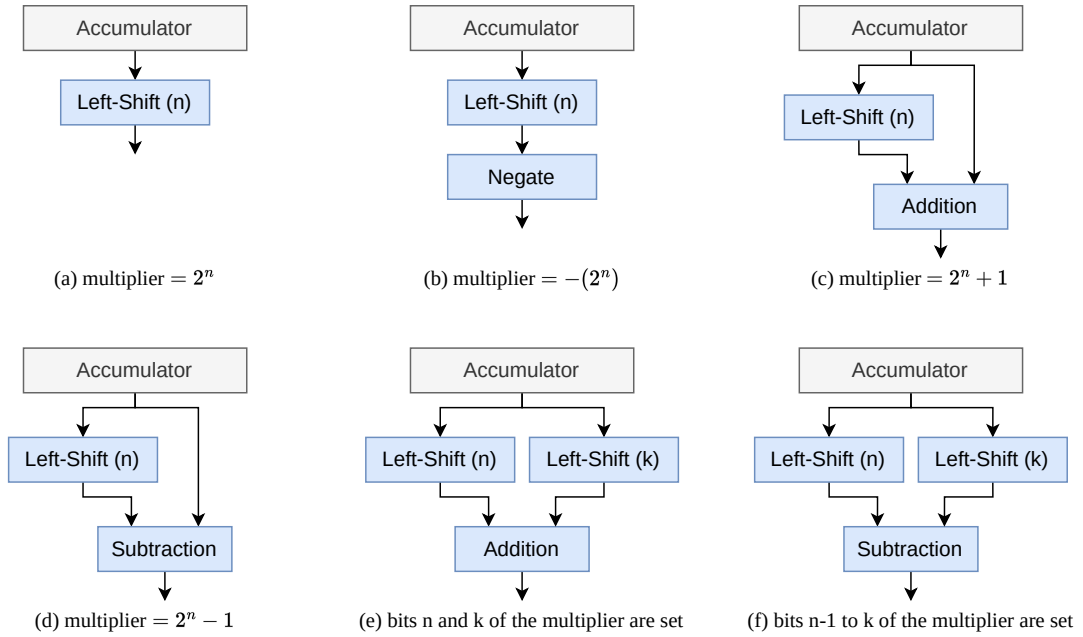 Accumulator
Left-Shift (n)
(a) multiplier = 2^n
Accumulator
Left-Shift (n)
Negate
(b) multiplier = −(2^n)
Accumulator
Left-Shift (n)
Addition
(c) multiplier = 2^n + 1
Accumulator
Left-Shift (n)
Subtraction
(d) multiplier = 2^n − 1
Accumulator
Left-Shift (n)
Left-Shift (k)
Addition
(e) bits n and k of the multiplier are set
Accumulator
Left-Shift (n)
Left-Shift (k)
Subtraction
(f) bits n-1 to k of the multiplier are set